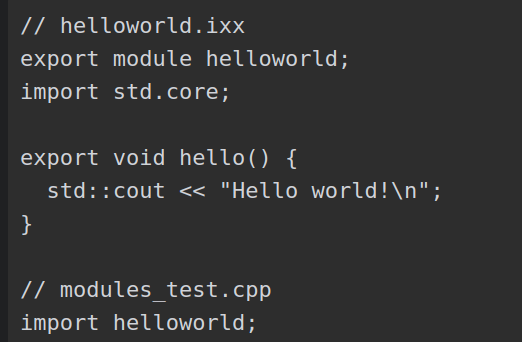 // helloworld.ixx
export module helloworld;
import std.core;

export void hello() {
  std::cout << "Hello world!\n";
}

// modules_test.cpp
import helloworld;